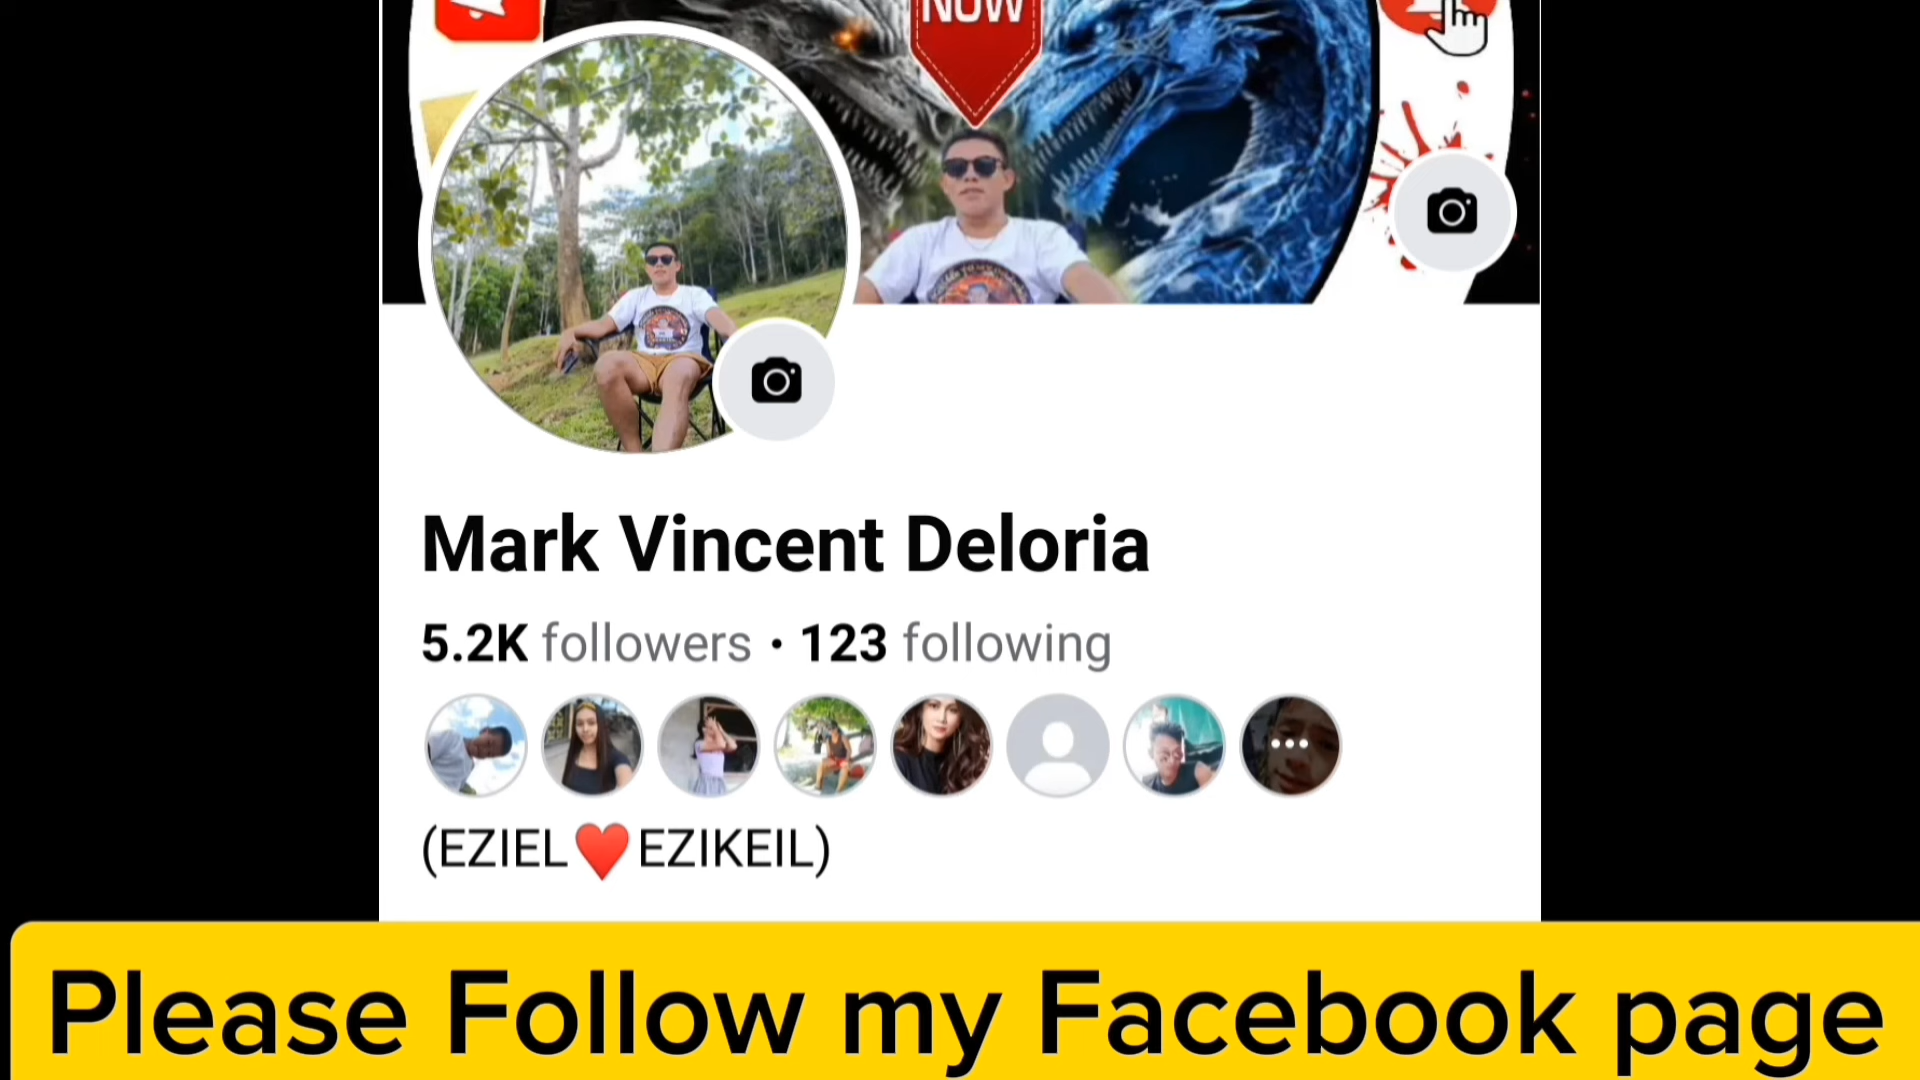 NOW
Mark Vincent Deloria
5.2K followers • 123 following
(EZIEL❤️EZIKEIL)
Please Follow my Facebook page